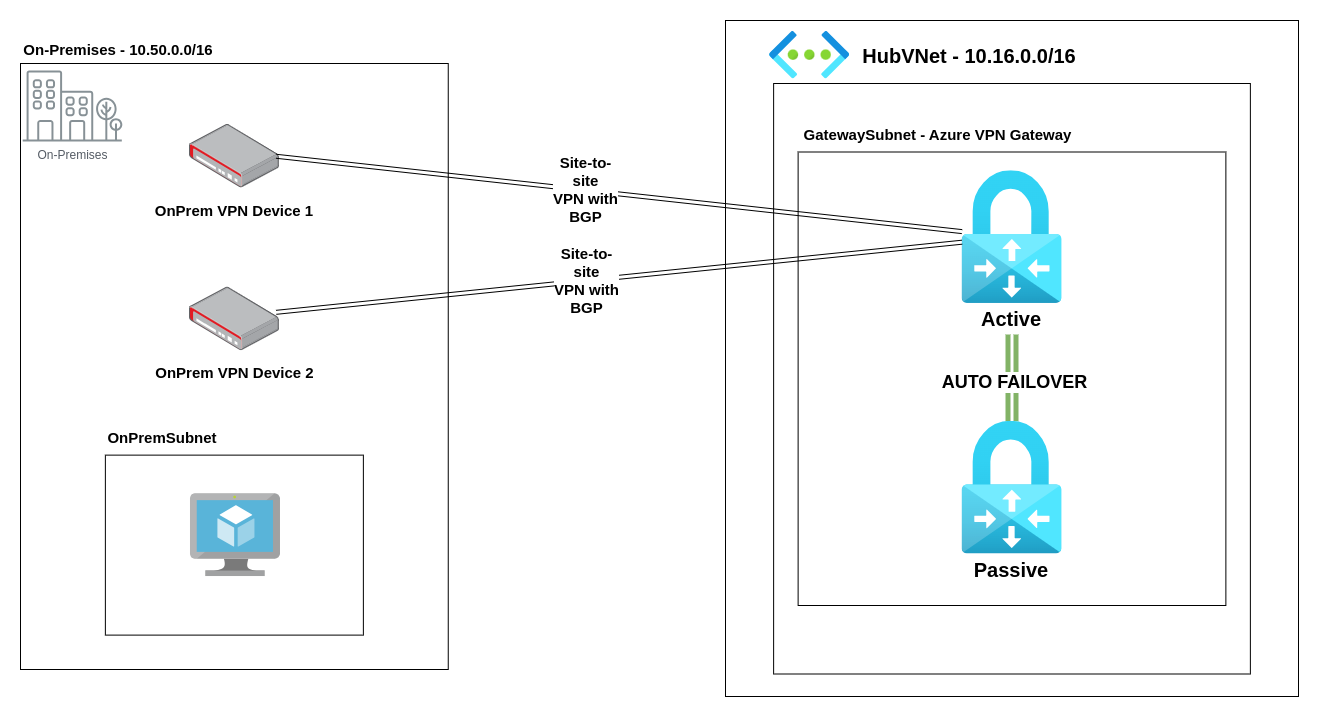 On-Premises - 10.50.0.0/16
On-Premises
OnPrem VPN Device 1
OnPrem VPN Device 2
OnPremSubnet
Site-to-
site
VPN with
BGP
Site-to-
site
VPN with
BGP
HubVNet - 10.16.0.0/16
GatewaySubnet - Azure VPN Gateway
Active
AUTO FAILOVER
Passive